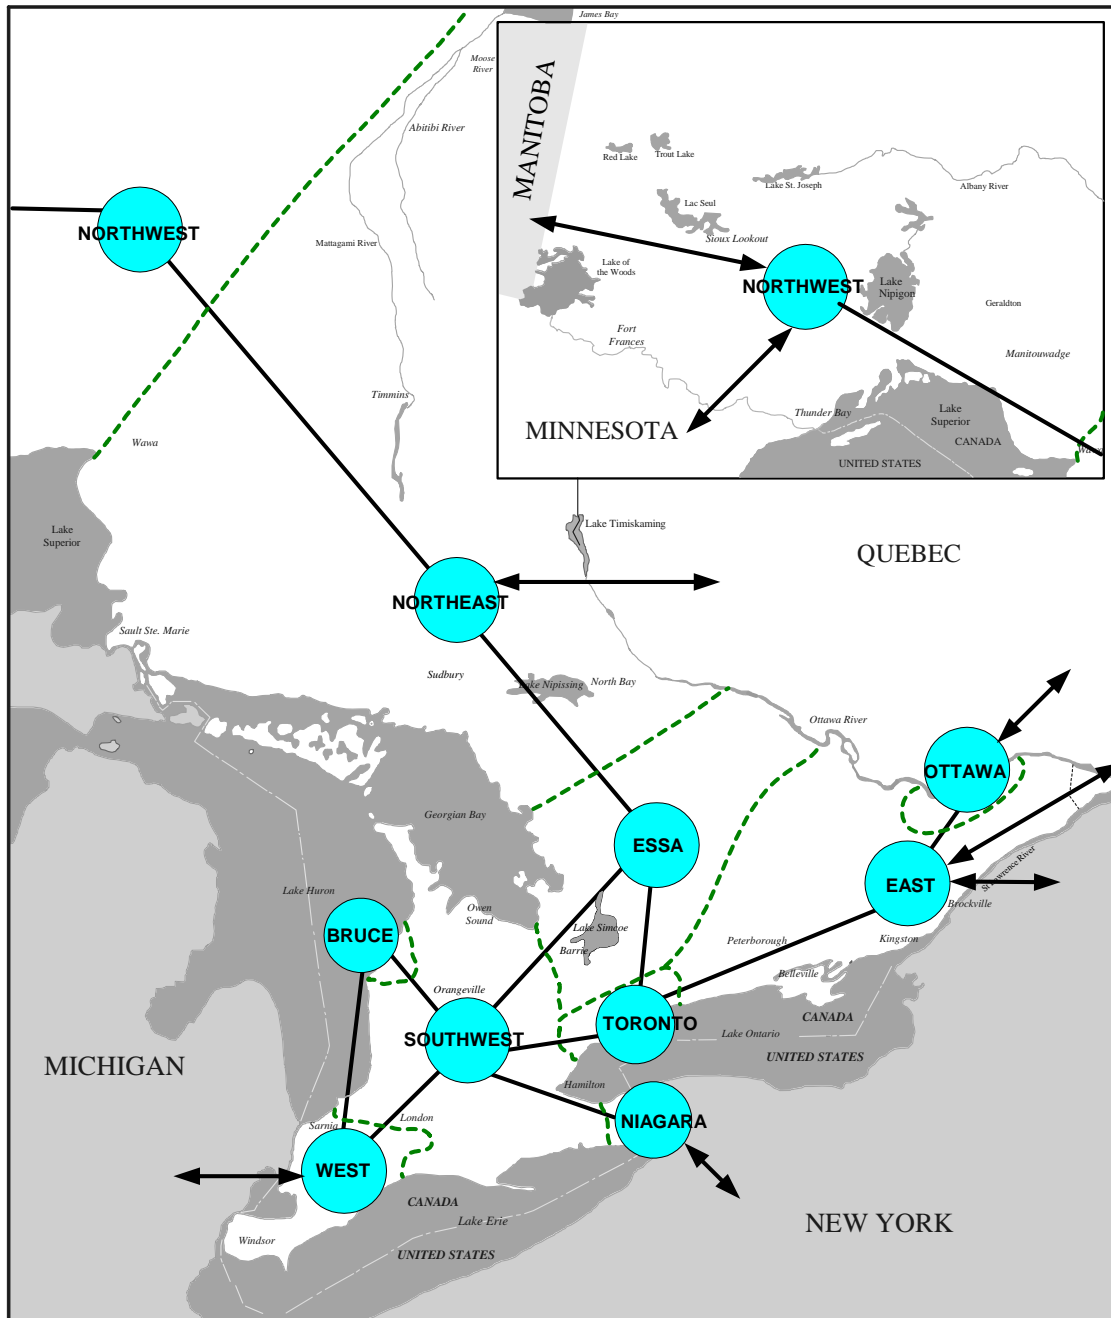 James Bay
Moose
River
Abitibi River
MANITOBA
Red Lake
Trout Lake
Lake St. Joseph
Albany River
Lac Seul
Sioux Lookout
NORTHWEST
Mattagami River
Lake of
the Woods
NORTHWEST
Lake
Nipigon
Geraldton
Fort
Frances
Manitouwadge
Timmins
Thunder Bay
Lake
Superior
MINNESOTA
CANADA
UNITED STATES
Wawa
Lake
Superior
Lake Timiskaming
QUEBEC
NORTHEAST
Sault Ste. Marie
Sudbury
Lake Nipissing
North Bay
Ottawa River
OTTAWA
Georgian Bay
ESSA
St Lawrence River
EAST
Lake Huron
Brockville
Owen
Sound
Lake Simcoe
BRUCE
Barrie
Peterborough
Kingston
Belleville
Orangeville
CANADA
TORONTO
SOUTHWEST
Lake Ontario
UNITED STATES
MICHIGAN
Hamilton
London
Sarnia
NIAGARA
WEST
CANADA
Lake Erie
NEW YORK
Windsor
UNITED STATES